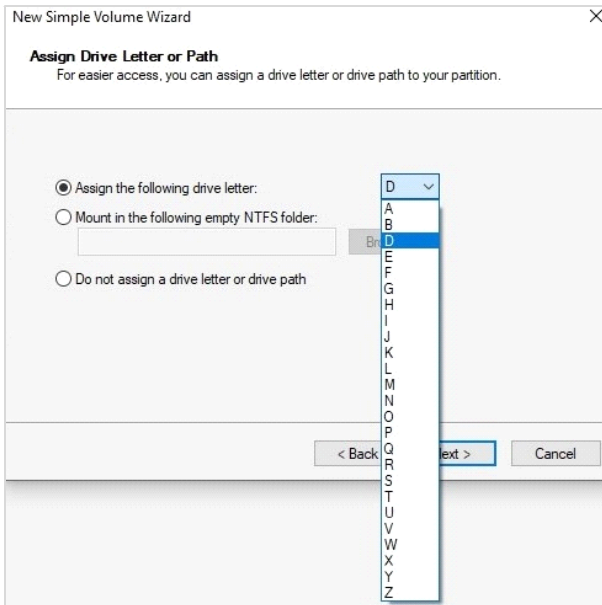 New Simple Volume Wizard
Assign Drive Letter or Path
For easier access, you can assign a drive letter or drive path to your partition.
Assign the following drive letter:
D
Mount in the following empty NTFS folder:
Do not assign a drive letter or drive path
A
B
D
E
F
G
H
I
J
K
L
M
N
O
P
Q
R
S
T
U
V
W
X
Y
Z
< Back
ext >
Cancel